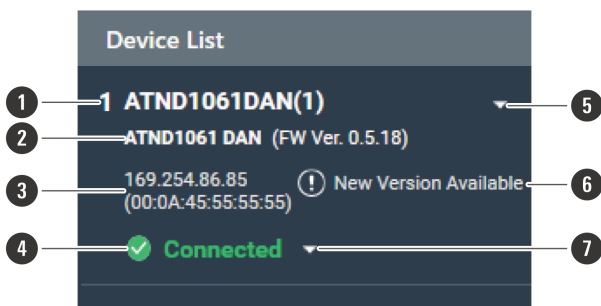 Device List
1 1 ATND1061DAN(1) 5
2 ATND1061 DAN (FW Ver. 0.5.18)
3 169.254.86.85 ! New Version Available 6
(00:0A:45:55:55:55)
4 Connected 7